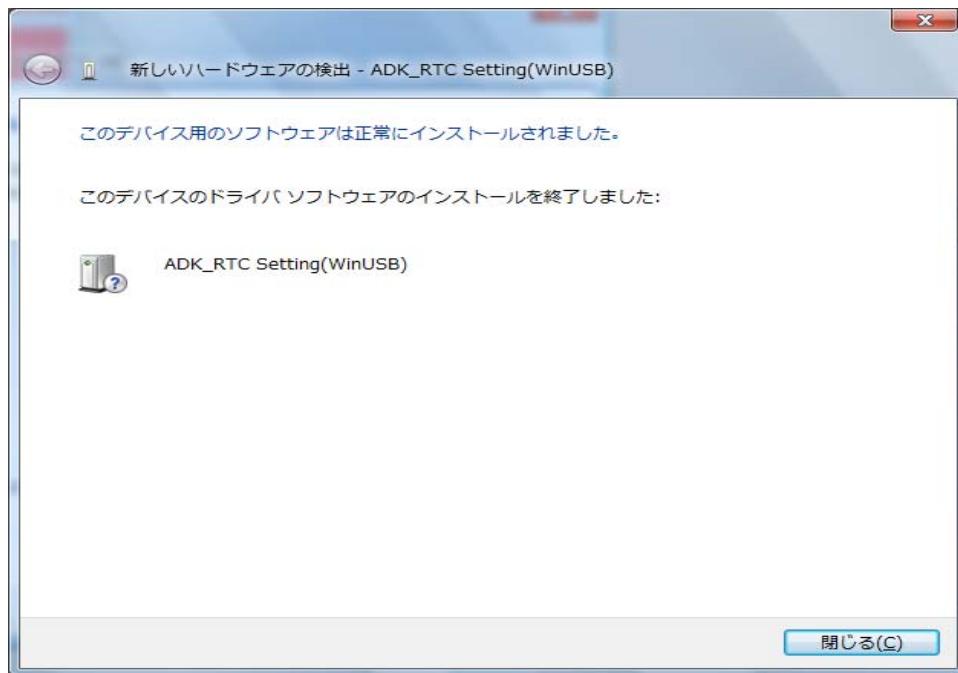 新しいハードウェアの検出 - ADK_RTC Setting(WinUSB)
このデバイス用のソフトウェアは正常にインストールされました。
このデバイスのドライバ ソフトウェアのインストールを終了しました:
ADK_RTC Setting(WinUSB)
閉じる(C)